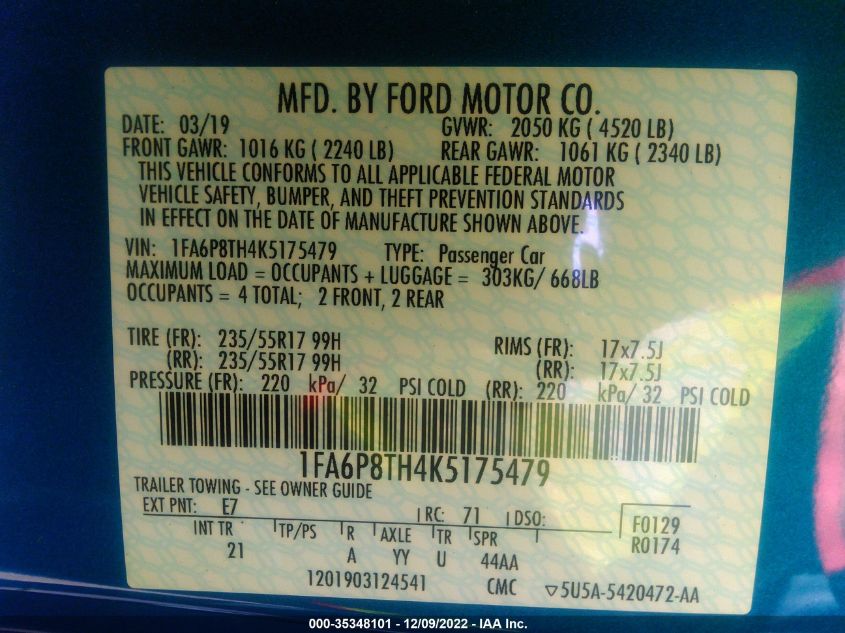 MFD. BY FORD MOTOR CO.
DATE: 03/19 GVWR: 2050 KG ( 4520 LB)
FRONT GAWR: 1016 KG ( 2240 LB) REAR GAWR: 1061 KG ( 2340 LB)
THIS VEHICLE CONFORMS TO ALL APPLICABLE FEDERAL MOTOR
VEHICLE SAFETY, BUMPER, AND THEFT PREVENTION STANDARDS
IN EFFECT ON THE DATE OF MANUFACTURE SHOWN ABOVE.
VIN: 1FA6P8TH4K5175479 TYPE: Passenger Car
MAXIMUM LOAD = OCCUPANTS + LUGGAGE = 303KG/ 668LB
OCCUPANTS = 4 TOTAL; 2 FRONT, 2 REAR
TIRE (FR): 235/55R17 99H RIMS (FR): 17x7.5J
(RR): 235/55R17 99H (RR): 17x7.5J
PRESSURE (FR): 220 kPa/ 32 PSI COLD (RR): 220 kPa/ 32 PSI COLD
1FA6P8TH4K5175479
TRAILER TOWING - SEE OWNER GUIDE
EXT PNT: E7 RC: 71 DSO: F0129
INT TR TP/PS R AXLE TR SPR R0174
21 A YY U 44AA
1201903124541 CMC ▽5U5A-5420472-AA
000-35348101 - 12/09/2022 - IAA Inc.